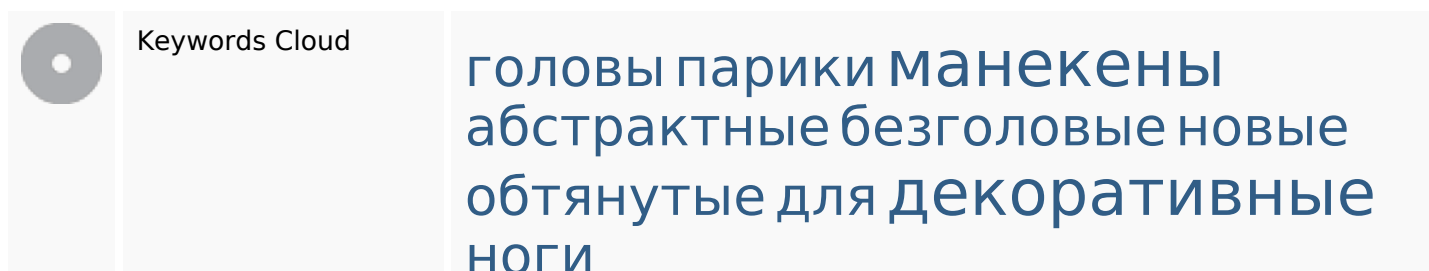 Keywords Cloud
головы парики манекены
абстрактные безголовые новые
обтянутые для декоративные
ноги